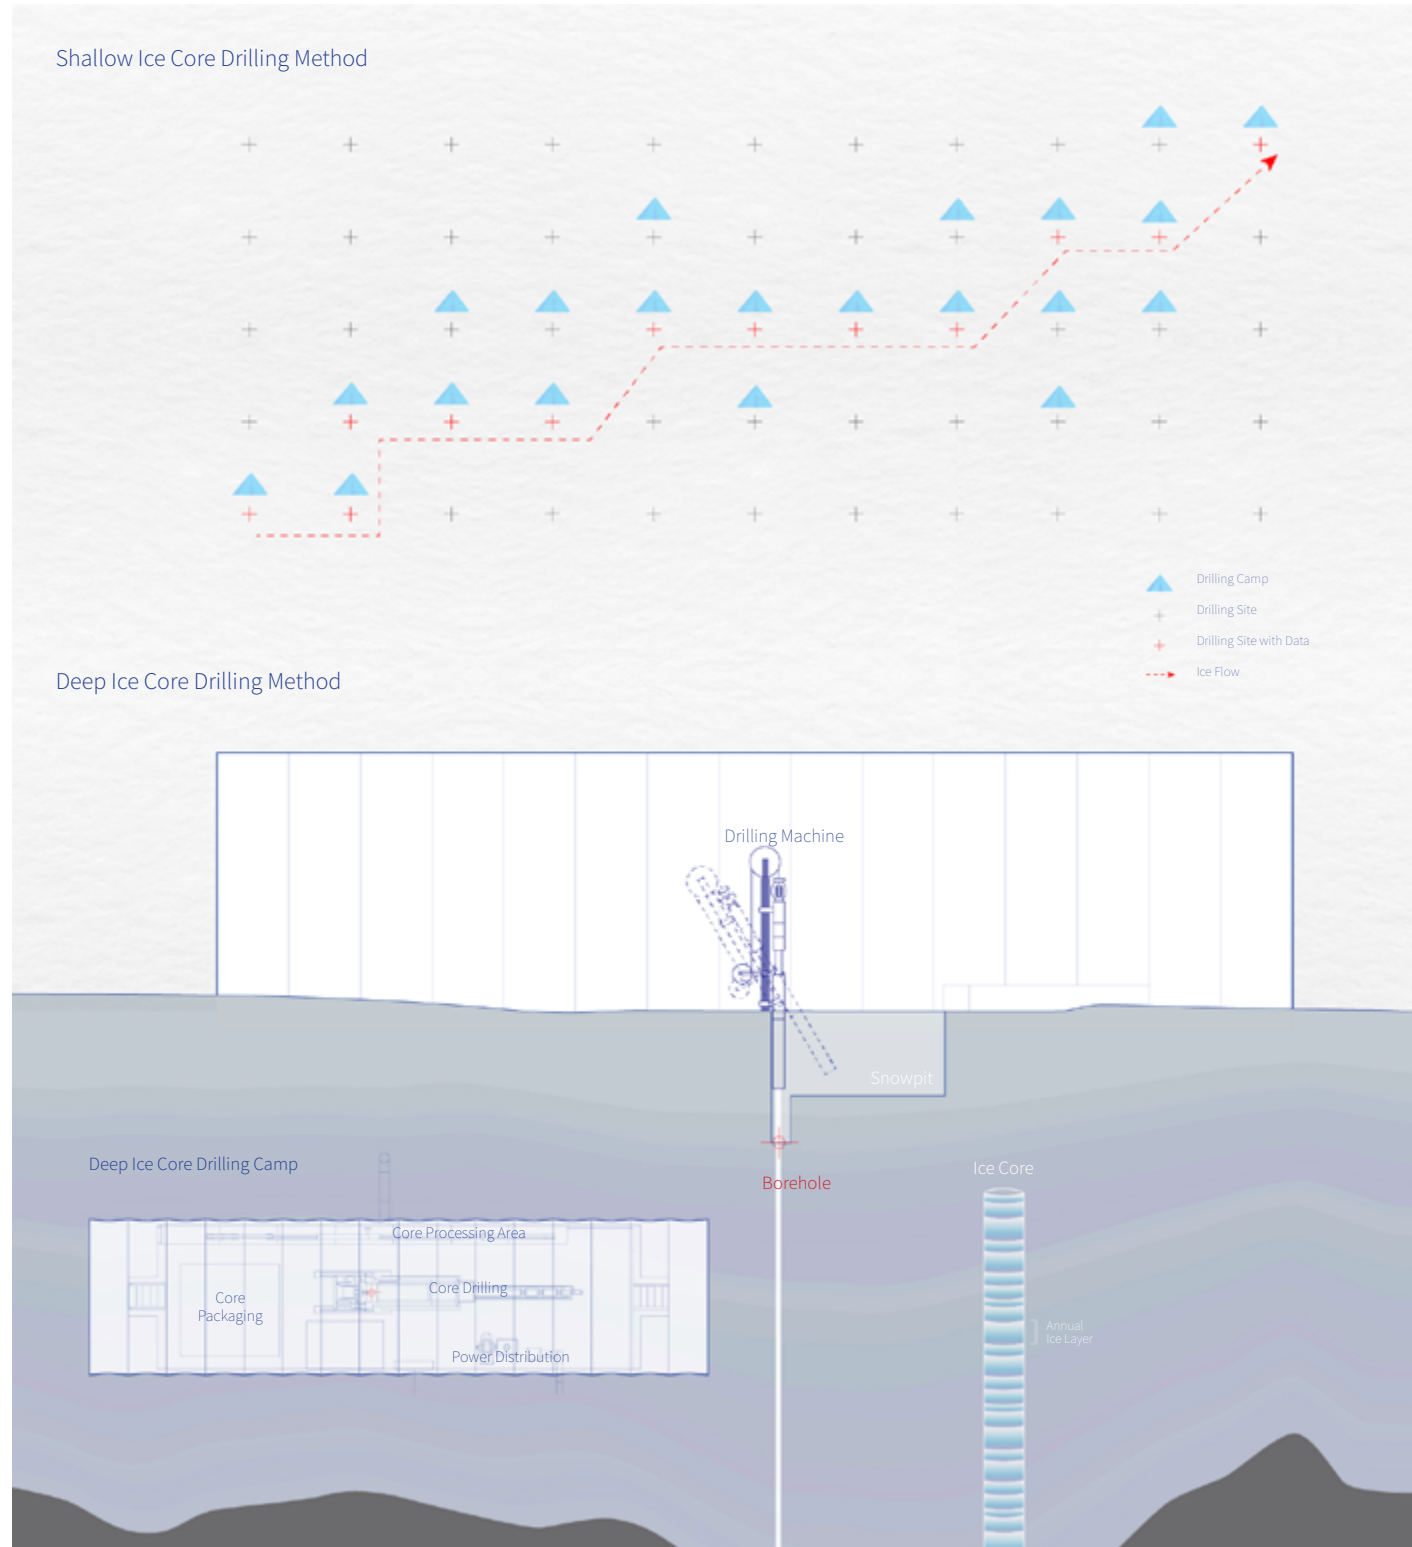 Shallow Ice Core Drilling Method
Drilling Camp
Drilling Site
Drilling Site with Data
Ice Flow
Deep Ice Core Drilling Method
Drilling Machine
Snowpit
Borehole
Ice Core
Annual
Ice Layer
Deep Ice Core Drilling Camp
Core Processing Area
Core Drilling
Core
Packaging
Power Distribution